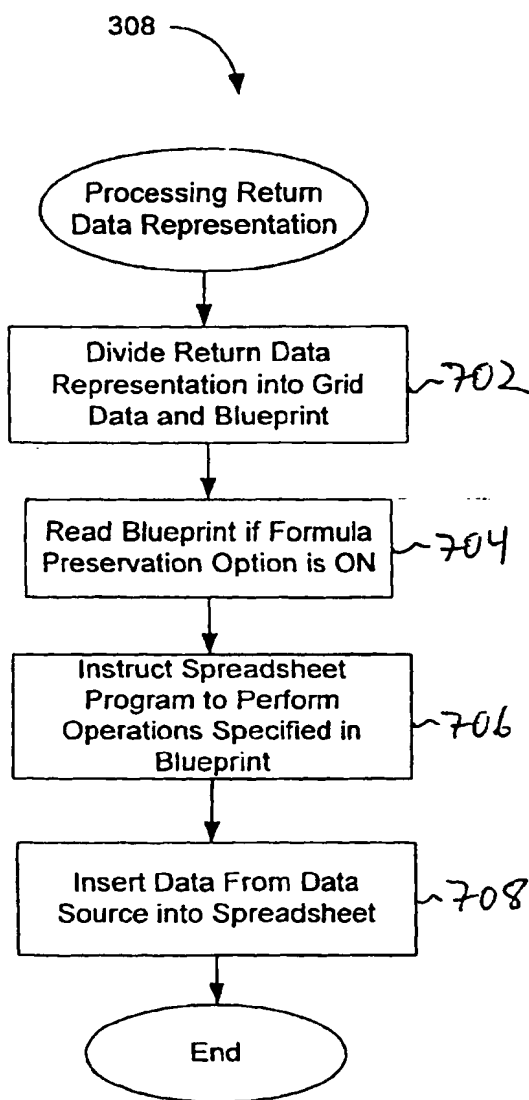 308
Processing Return
Data Representation
Divide Return Data
Representation into Grid
Data and Blueprint
702
Read Blueprint if Formula
Preservation Option is ON
704
Instruct Spreadsheet
Program to Perform
Operations Specified in
Blueprint
706
Insert Data From Data
Source into Spreadsheet
708
End